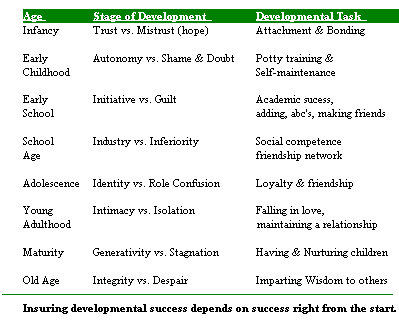 Age Stage of Development Developmental Task
Infancy Trust vs. Mistrust (hope) Attachment & Bonding
Early Autonomy vs. Shame & Doubt Potty training &
Childhood Self-maintenance
Early Initiative vs. Guilt Academic sucess,
School adding, abc's, making friends
School Industry vs. Inferiority Social competence
Age friendship network
Adolescence Identity vs. Role Confusion Loyalty & friendship
Young Intimacy vs. Isolation Falling in love,
Adulthood maintaining a relationship
Maturity Generativity vs. Stagnation Having & Nurturing children
Old Age Integrity vs. Despair Imparting Wisdom to others
Insuring developmental success depends on success right from the start.